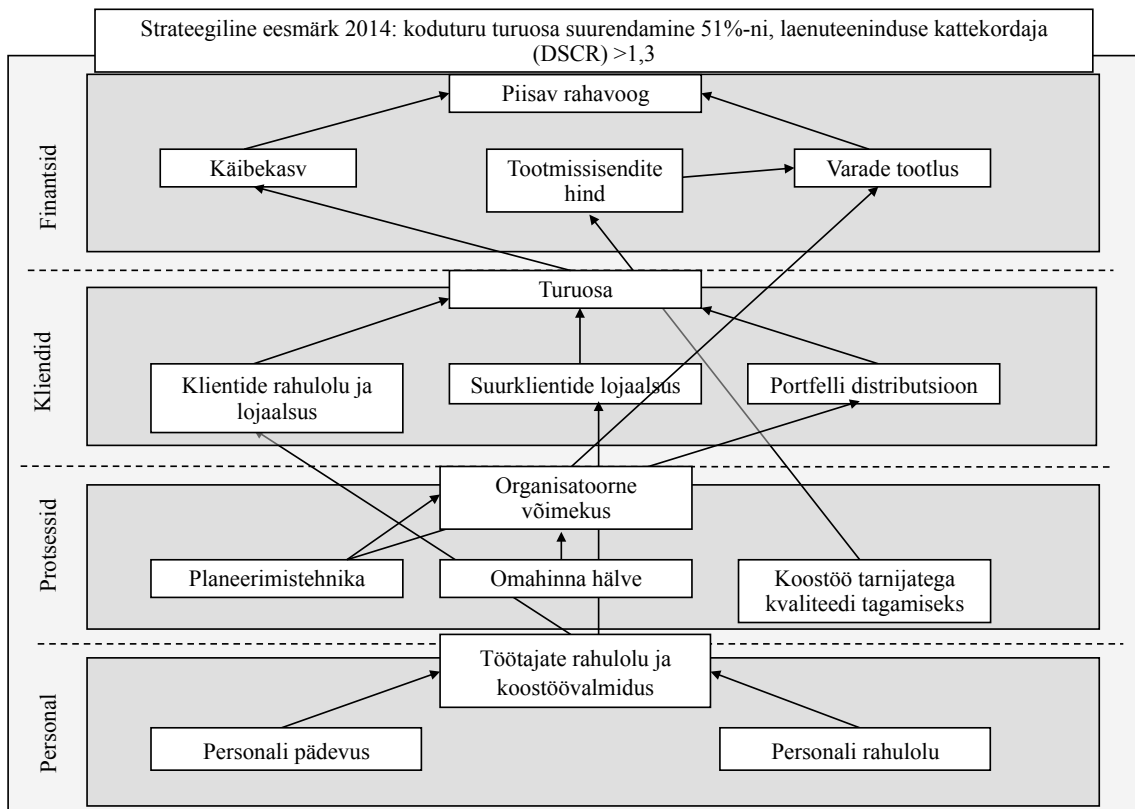 Strateegiline eesmärk 2014: koduturu turuosa suurendamine 51%-ni, laenuteeninduse kattekordaja
(DSCR) >1,3
Finantsid
Piisav rahavoog
Käibekasv
Tootmissisendite
hind
Varade tootlus
Kliendid
Turuosa
Klientide rahulolu ja
lojaalsus
Suurklientide lojaalsus
Portfelli distributsioon
Protsessid
Organisatoorne
võimekus
Planeerimistehnika
Omahinna hälve
Koostöö tarnijatega
kvaliteedi tagamiseks
Personal
Töötajate rahulolu ja
koostöövalmidus
Personali pädevus
Personali rahulolu